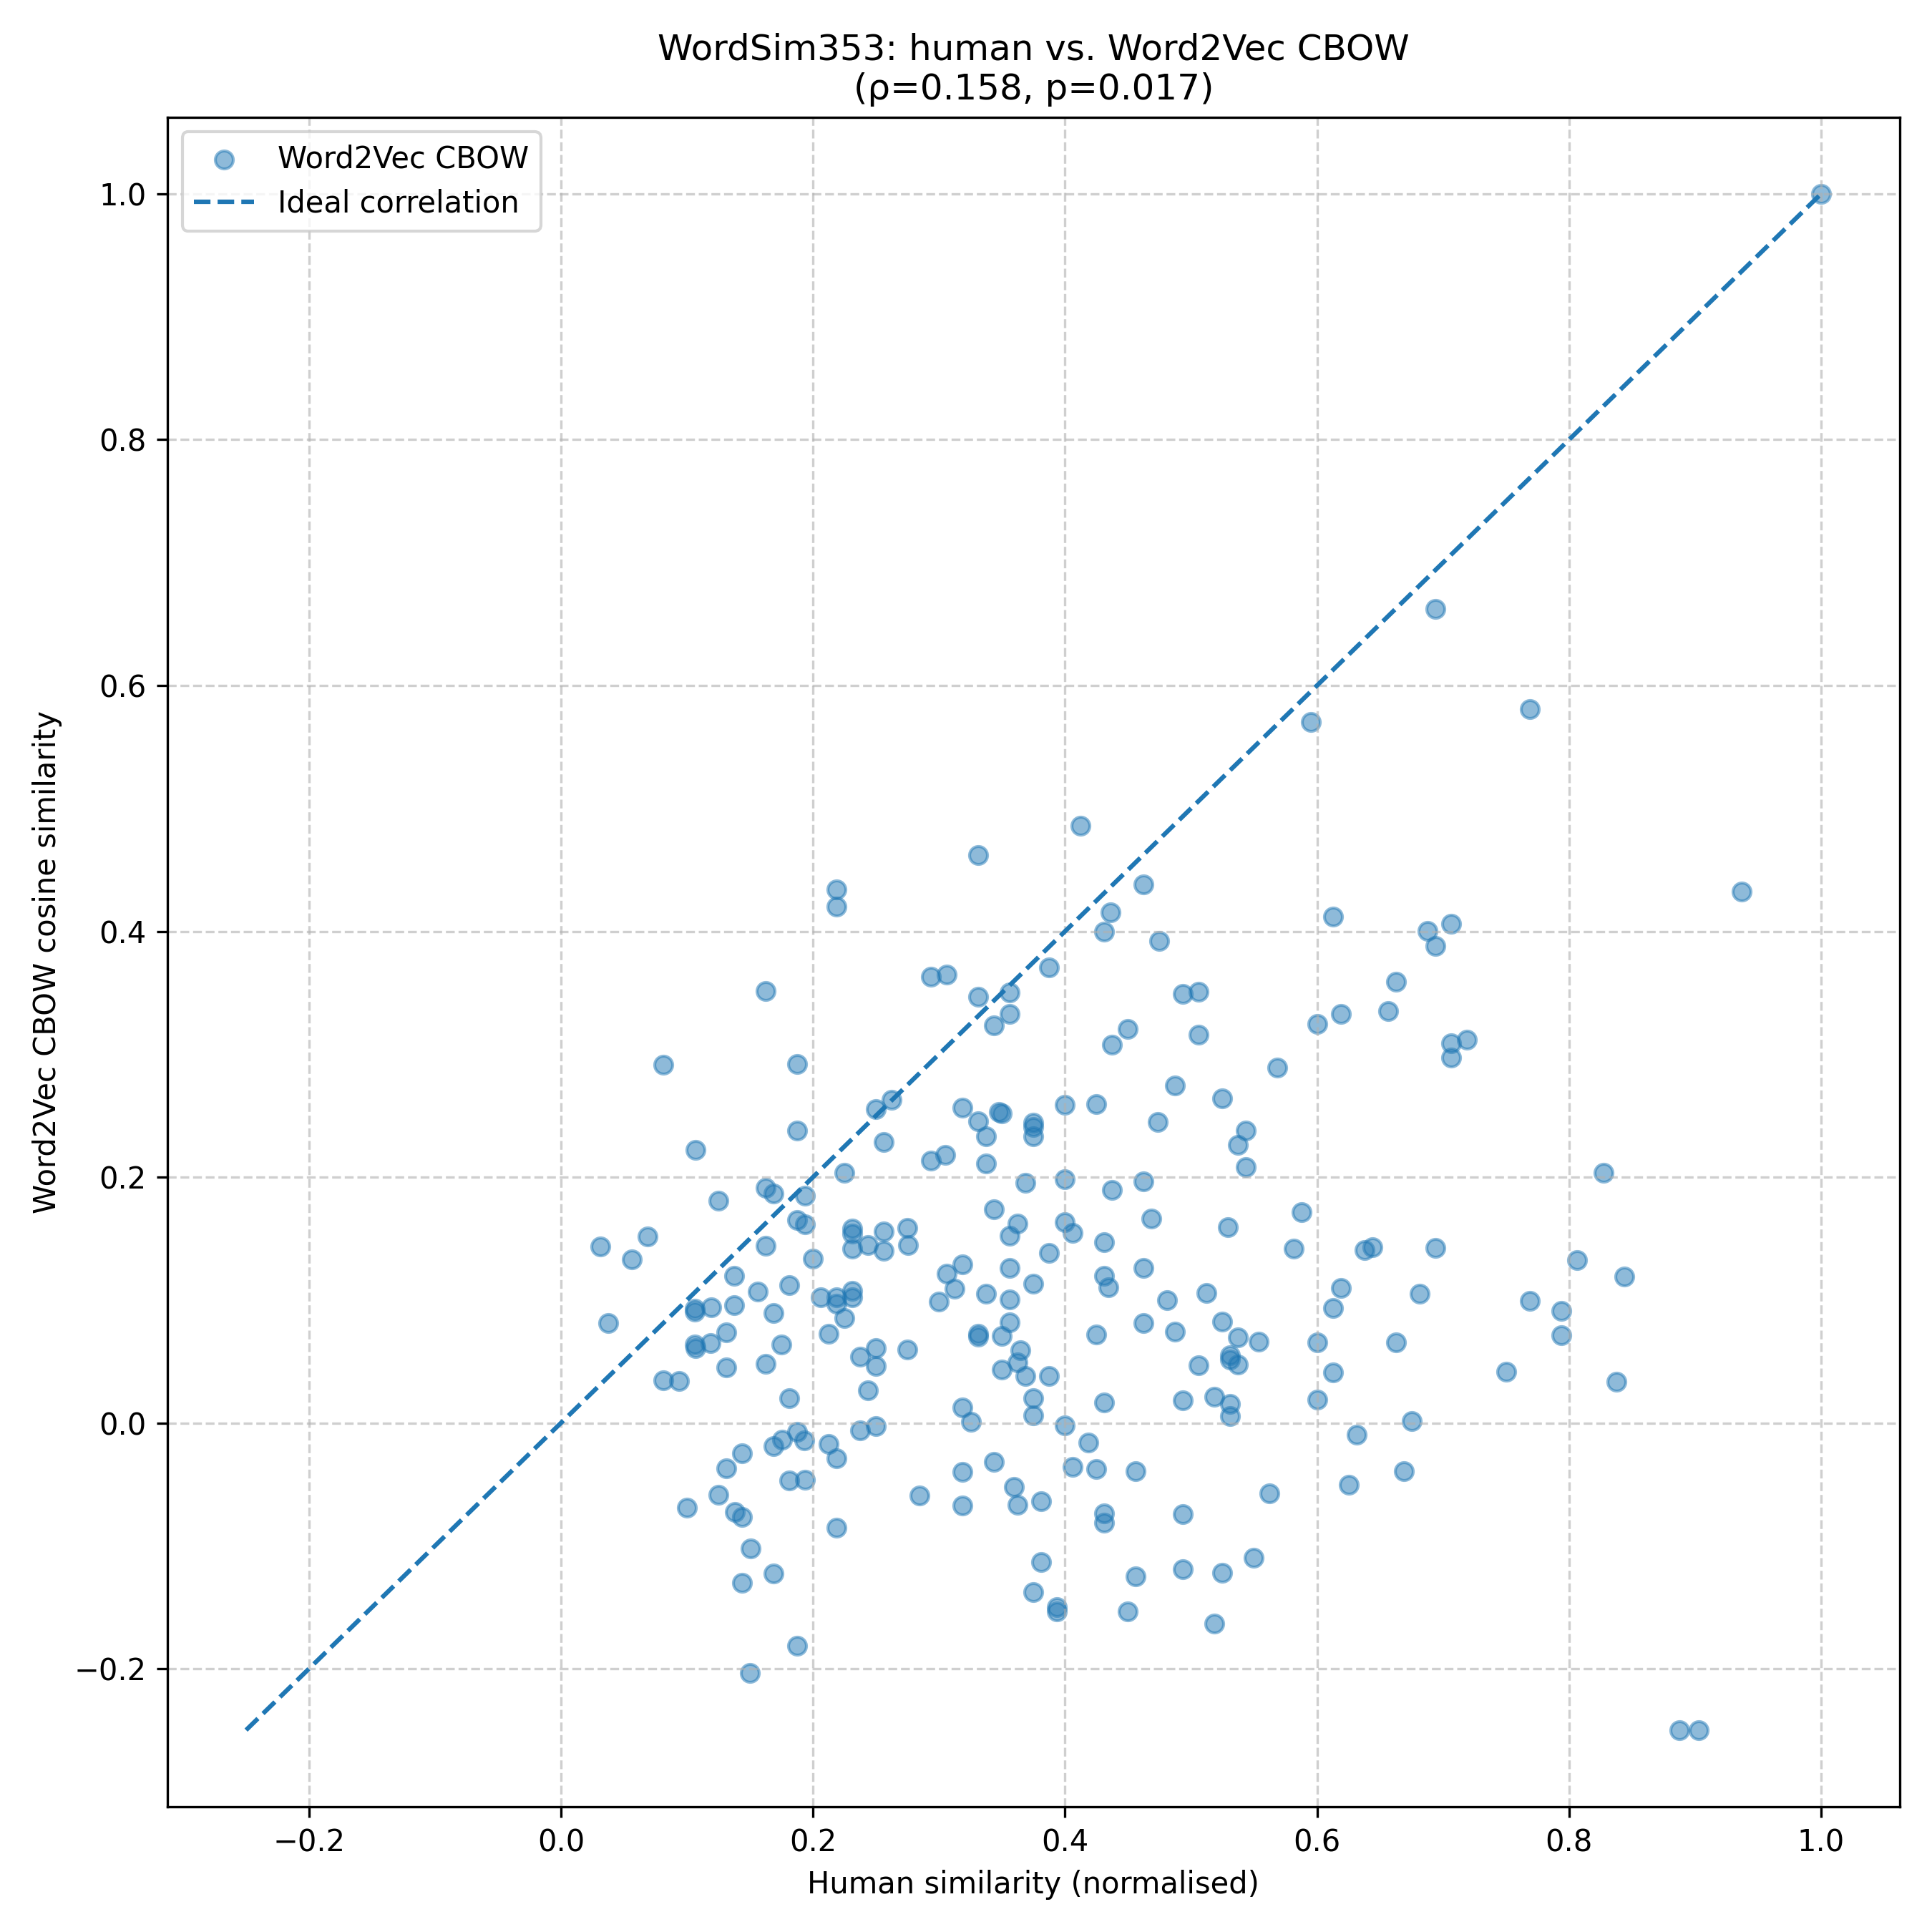 WordSim353: human vs. Word2Vec CBOW
(ρ=0.158, p=0.017)
Word2Vec CBOW
Ideal correlation
1.0
0.8
0.6
0.4
0.2
0.0
−0.2
Word2Vec CBOW cosine similarity
−0.2
0.0
0.2
0.4
0.6
0.8
1.0
Human similarity (normalised)